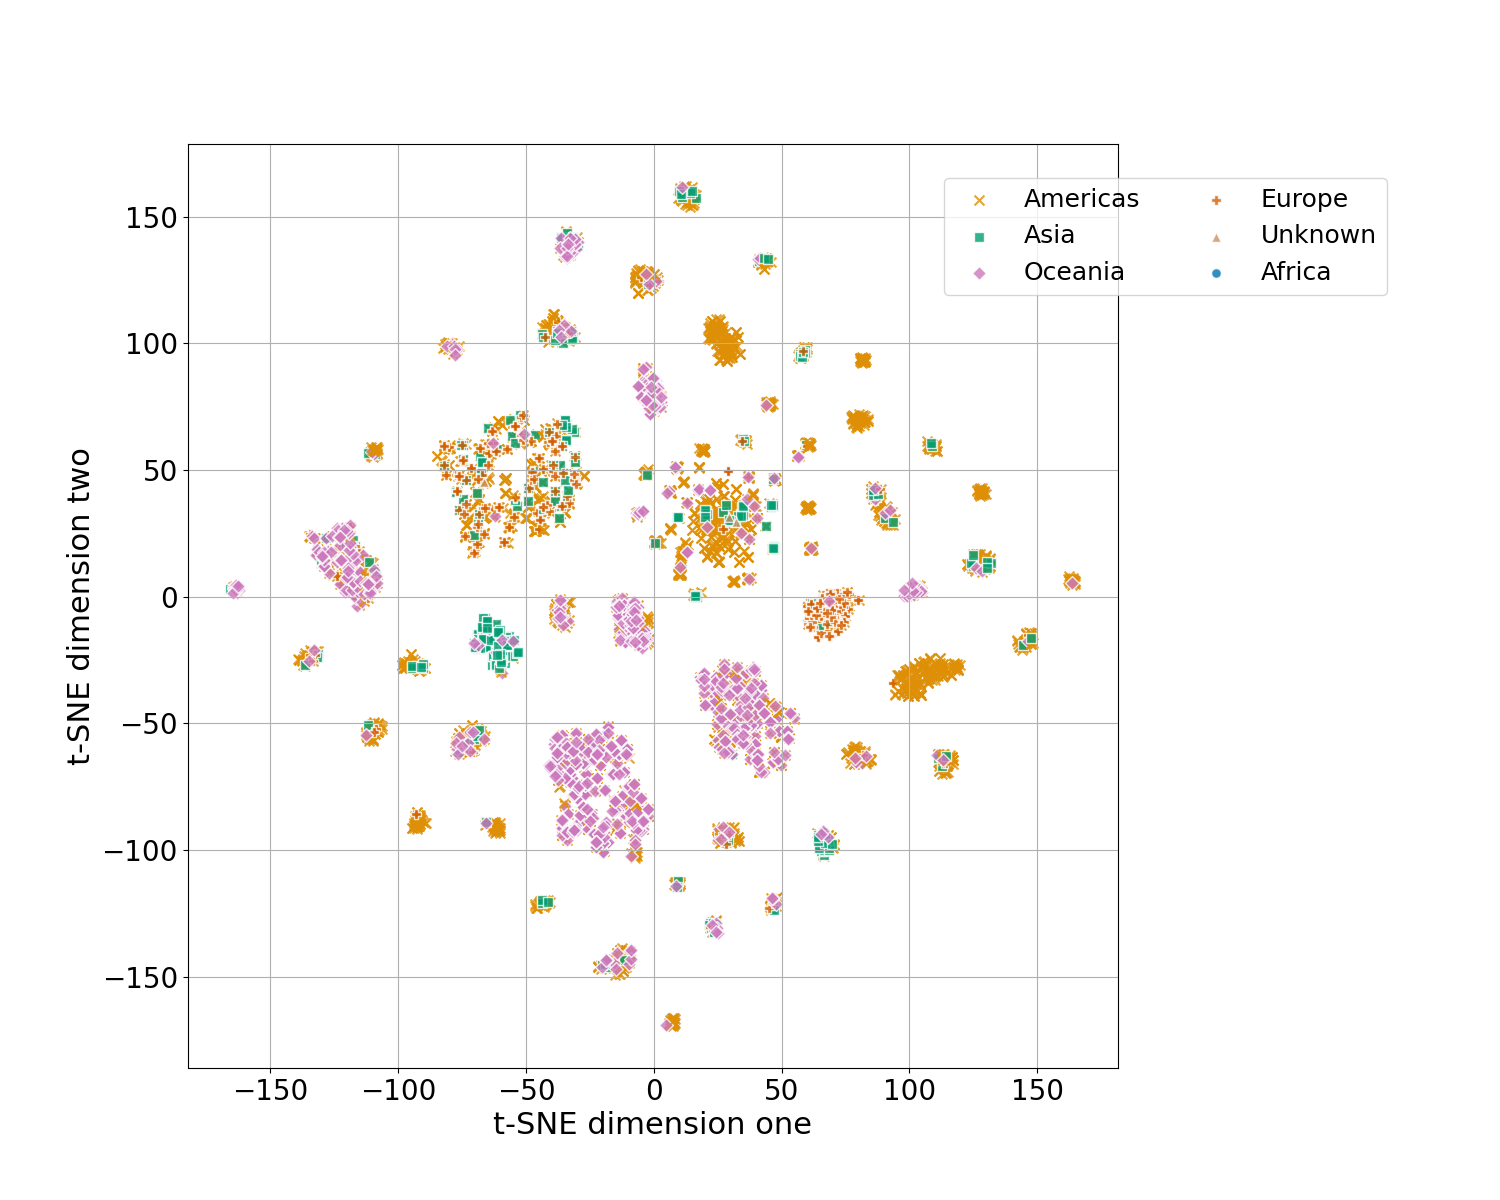 Americas Europe
Asia Unknown
Oceania Africa
150
100
50
0
−50
−100
−150
t-SNE dimension two
−150 −100 −50 0 50 100 150
t-SNE dimension one